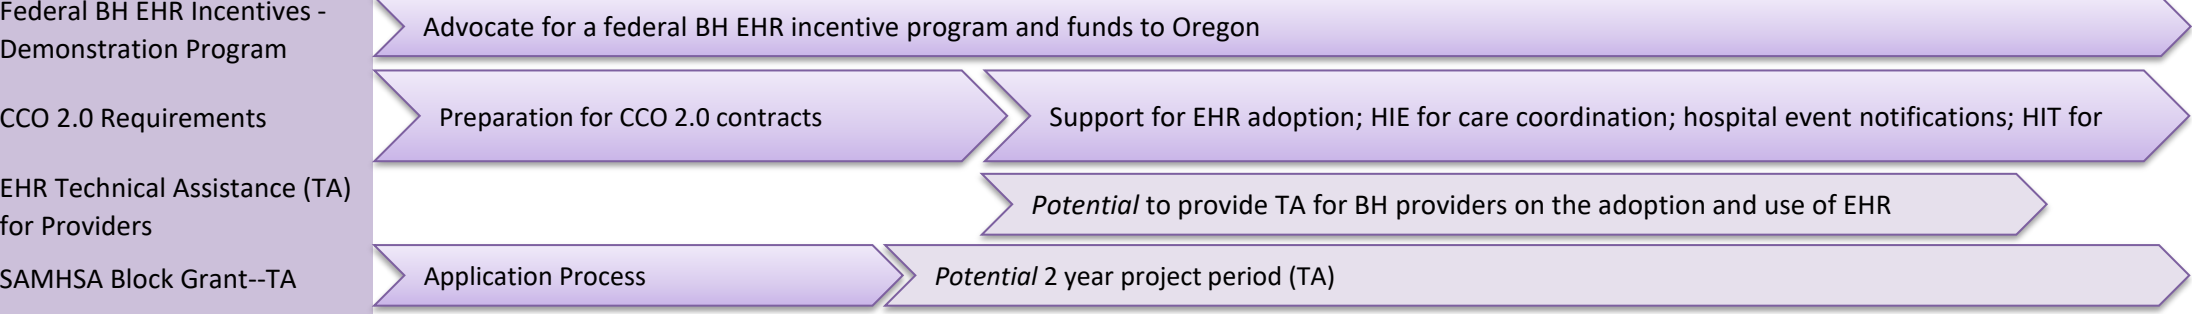 Federal BH EHR Incentives -
Demonstration Program
Advocate for a federal BH EHR incentive program and funds to Oregon
CCO 2.0 Requirements
Preparation for CCO 2.0 contracts
Support for EHR adoption; HIE for care coordination; hospital event notifications; HIT for
EHR Technical Assistance (TA)
for Providers
Potential to provide TA for BH providers on the adoption and use of EHR
SAMHSA Block Grant--TA
Application Process
Potential 2 year project period (TA)